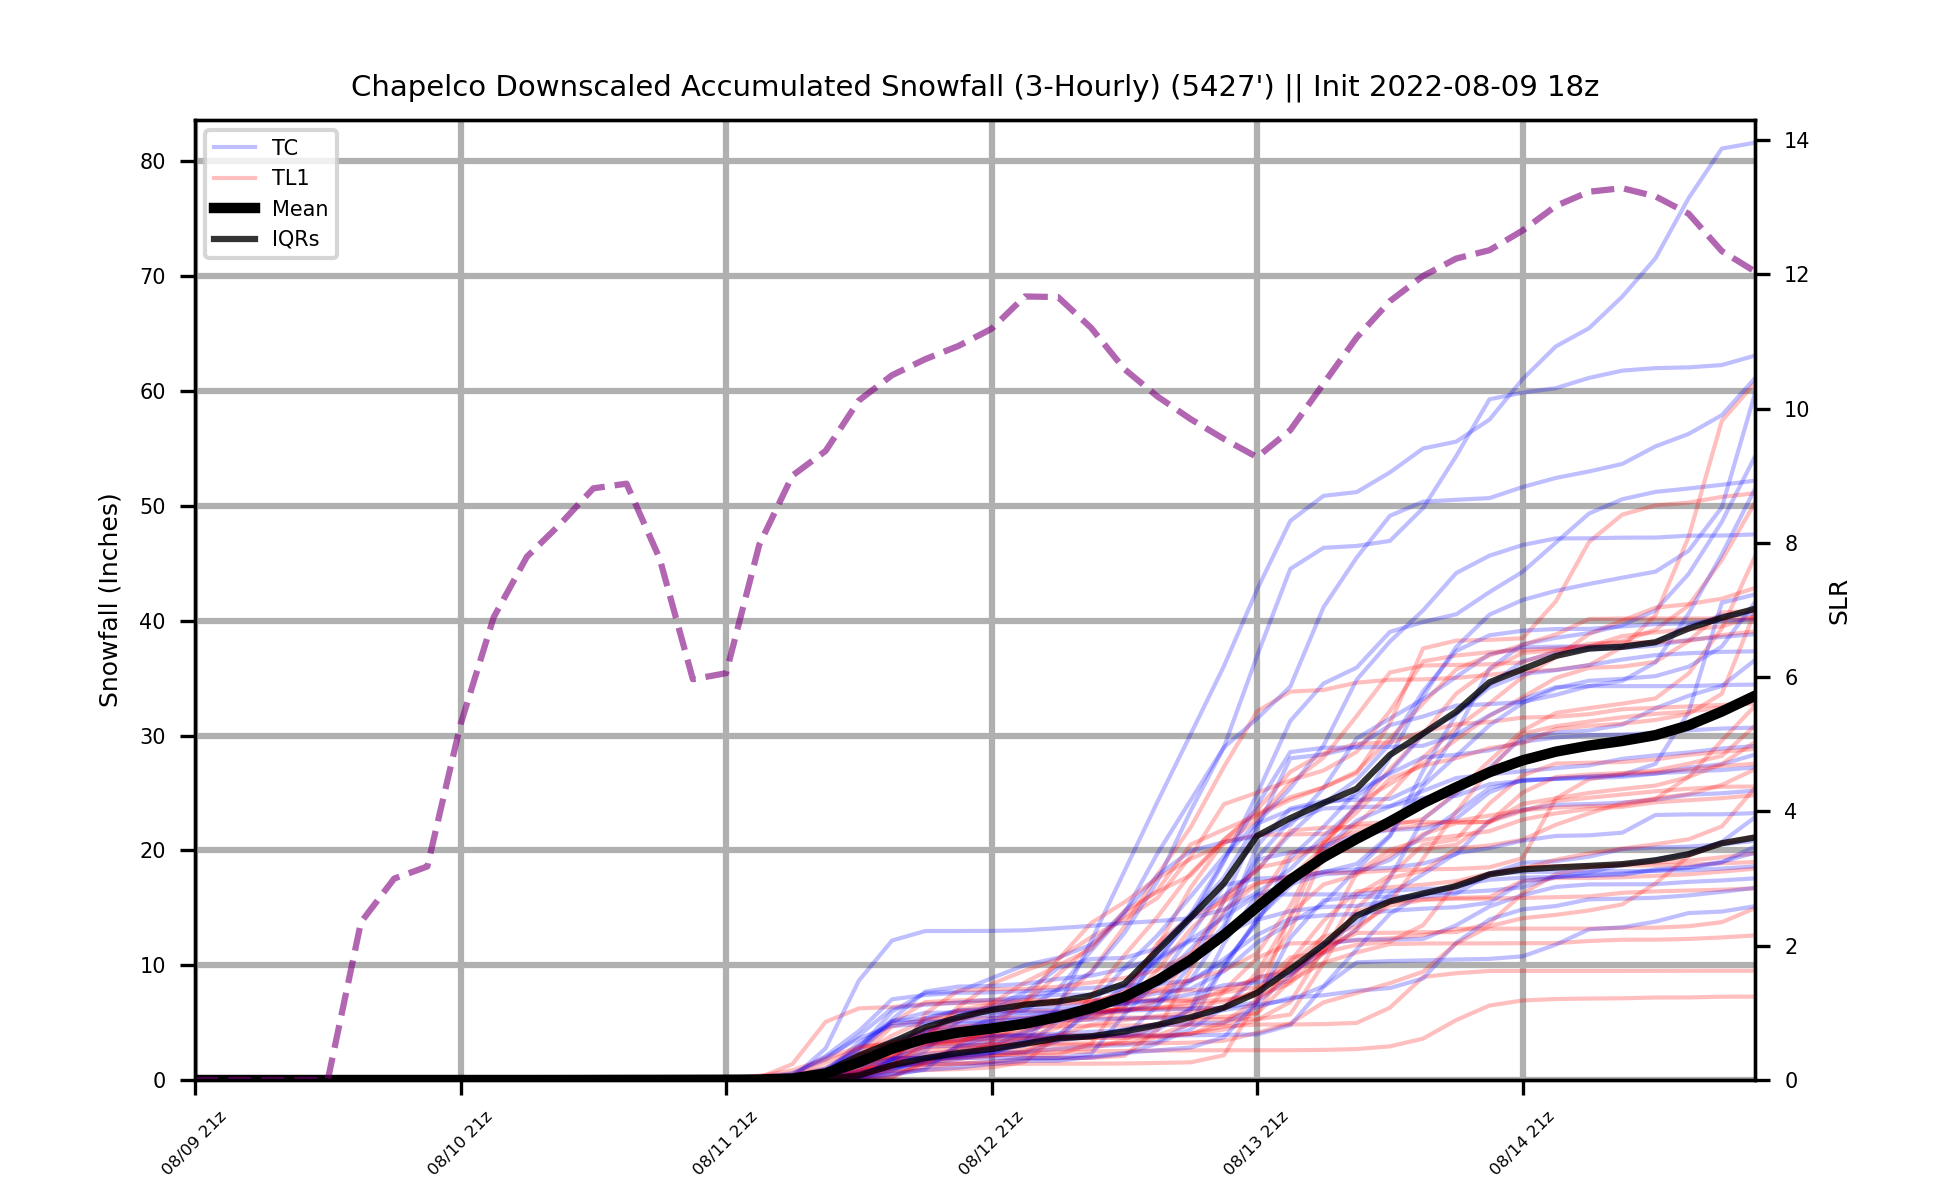 Chapelco Downscaled Accumulated Snowfall (3-Hourly) (5427') || Init 2022-08-09 18z
TC
TL1
Mean
IQRs
Snowfall (Inches)
80
70
60
50
40
30
20
10
0
14
12
10
8
6
4
2
0
SLR
08/09 21z
08/10 21z
08/11 21z
08/12 21z
08/13 21z
08/14 21z